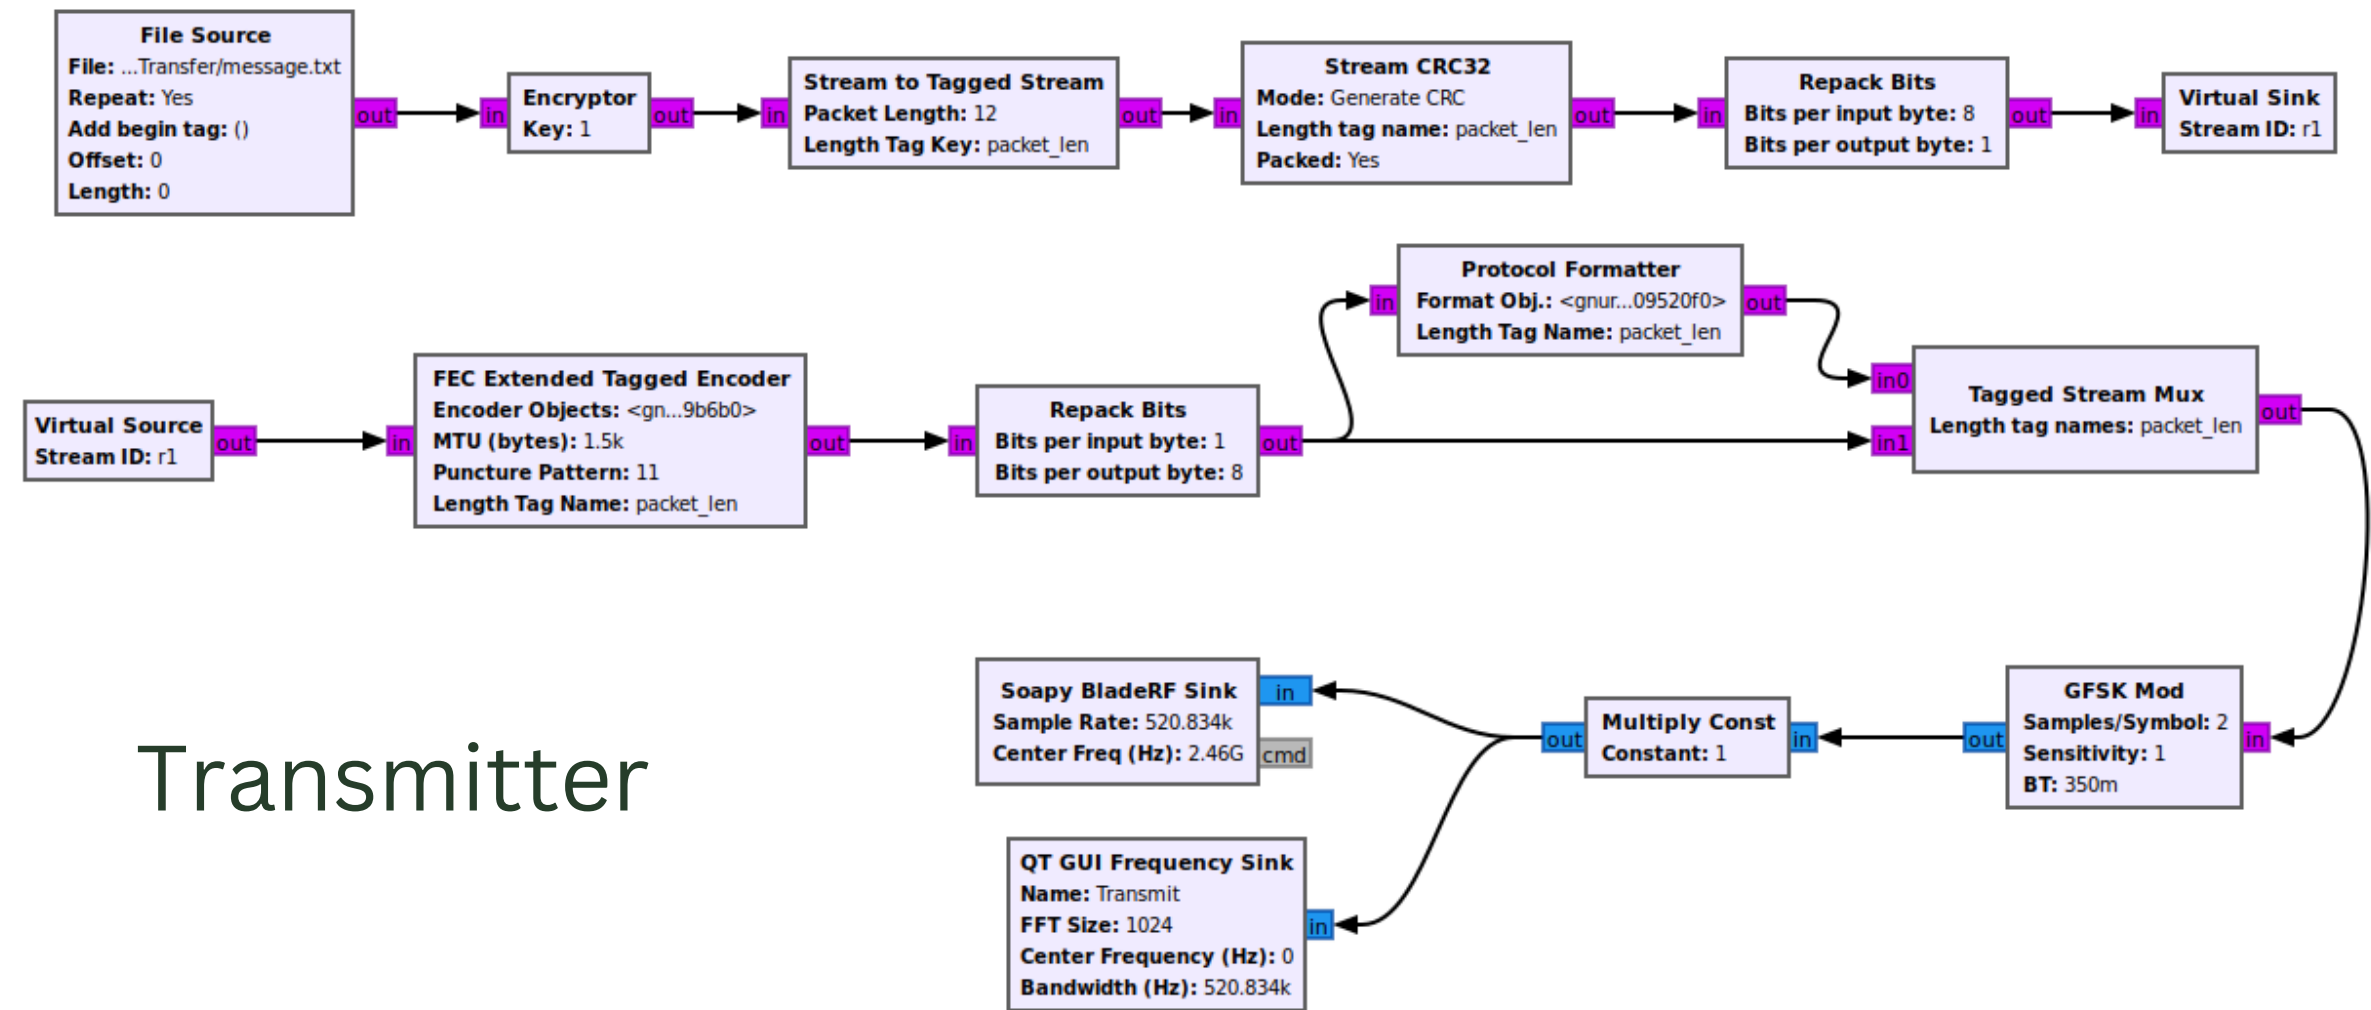 File Source
File: ...Transfer/message.txt
Repeat: Yes
Add begin tag: ()
Offset: 0
Length: 0
out
in
Encryptor
Key: 1
out
in
Stream to Tagged Stream
Packet Length: 12
Length Tag Key: packet_len
out
in
Stream CRC32
Mode: Generate CRC
Length tag name: packet_len
Packed: Yes
out
in
Repack Bits
Bits per input byte: 8
Bits per output byte: 1
out
in
Virtual Sink
Stream ID: r1
Virtual Source
Stream ID: r1
out
in
FEC Extended Tagged Encoder
Encoder Objects: <gn...9b6b0>
MTU (bytes): 1.5k
Puncture Pattern: 11
Length Tag Name: packet_len
out
in
Repack Bits
Bits per input byte: 1
Bits per output byte: 8
out
in
Protocol Formatter
Format Obj.: <gnur...09520f0>
Length Tag Name: packet_len
out
in0
in1
Tagged Stream Mux
Length tag names: packet_len
out
in
GFSK Mod
Samples/Symbol: 2
Sensitivity: 1
BT: 350m
out
in
Multiply Const
Constant: 1
out
in
cmd
Soapy BladeRF Sink
Sample Rate: 520.834k
Center Freq (Hz): 2.46G
in
QT GUI Frequency Sink
Name: Transmit
FFT Size: 1024
Center Frequency (Hz): 0
Bandwidth (Hz): 520.834k
Transmitter